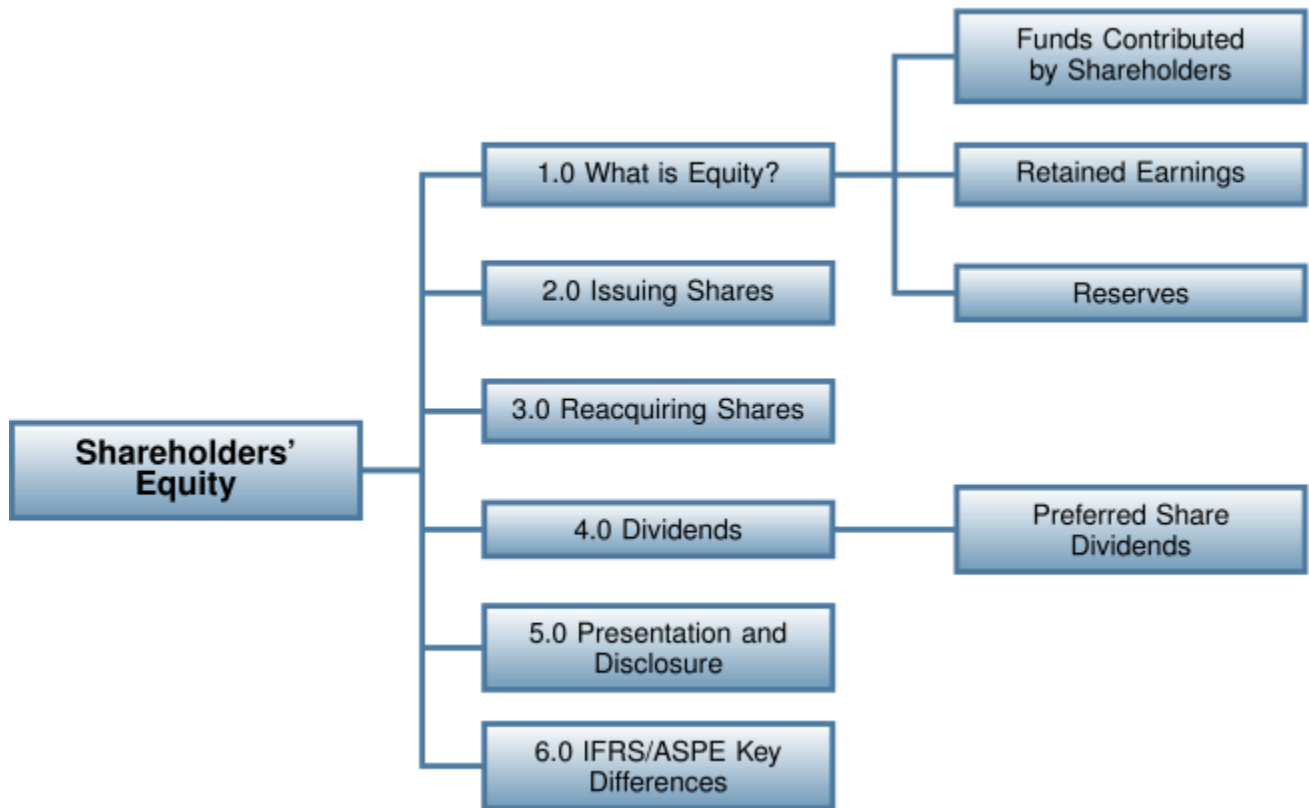 Shareholders’
Equity
1.0 What is Equity?
Funds Contributed
by Shareholders
Retained Earnings
Reserves
2.0 Issuing Shares
3.0 Reacquiring Shares
4.0 Dividends
Preferred Share
Dividends
5.0 Presentation and
Disclosure
6.0 IFRS/ASPE Key
Differences